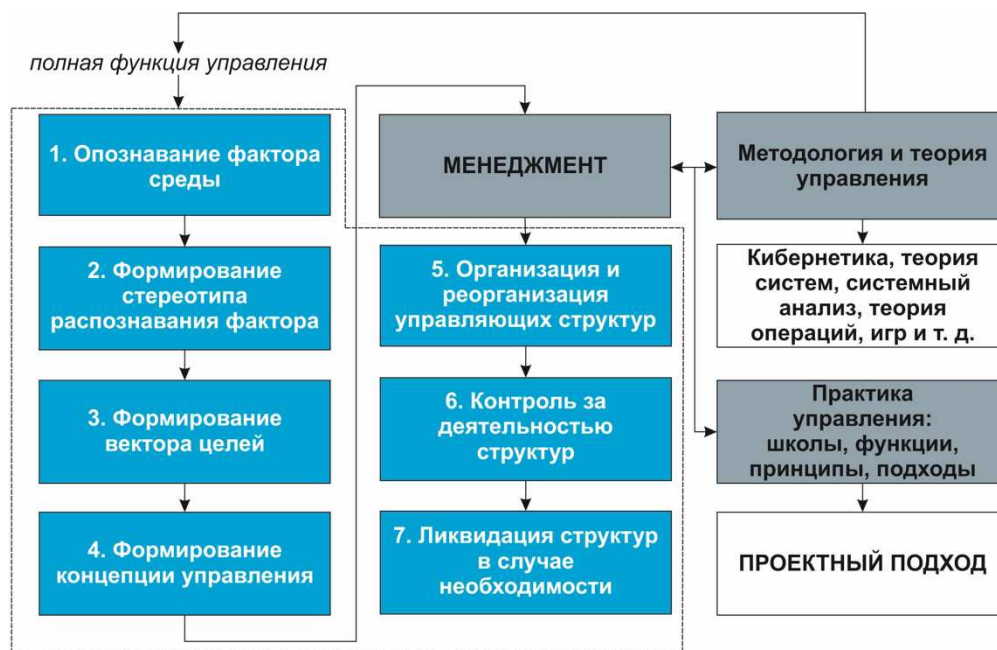 полная функция управления
1. Опознавание фактора
среды
2. Формирование
стереотипа
распознавания фактора
3. Формирование
вектора целей
4. Формирование
концепции управления
МЕНЕДЖМЕНТ
5. Организация и
реорганизация
управляющих структур
6. Контроль за
деятельностью
структур
7. Ликвидация структур
в случае
необходимости
Методология и теория
управления
Кибернетика, теория
систем, системный
анализ, теория
операций, игр и т. д.
Практика
управления:
школы, функции,
принципы, подходы
ПРОЕКТНЫЙ ПОДХОД